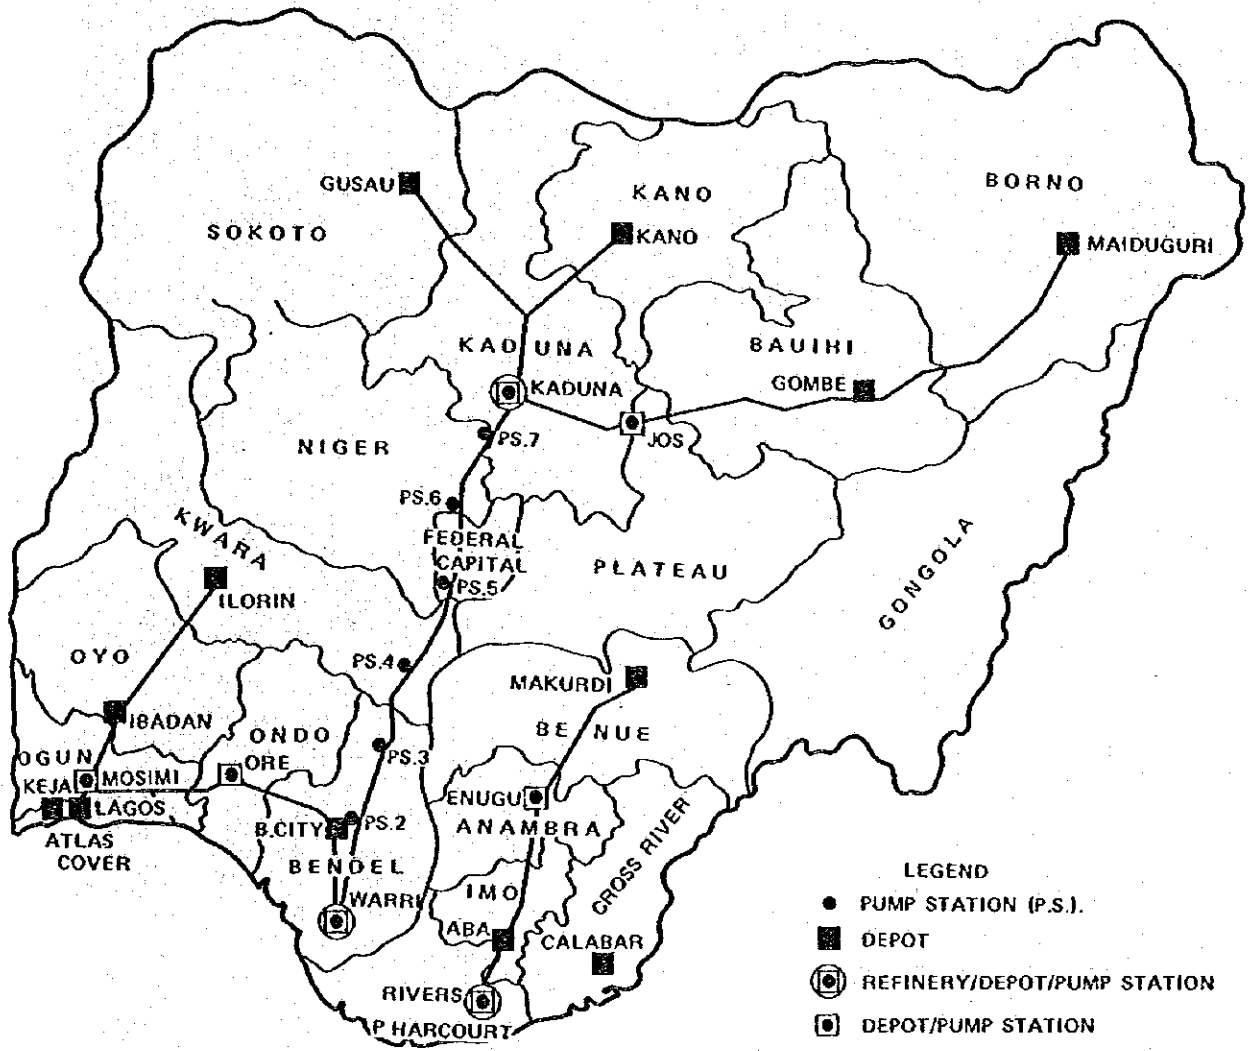 GUSAU
SOKOTO
KANO
KANO
BORNO
MAIDUGURI
KADUNA
KADUNA
BAUIHI
GOMBE
JOS
PS.7
NIGER
PS.6
KWARA
FEDERAL
CAPITAL
PS.5
PLATEAU
GONGOLA
ILORIN
OYO
PS.4
MAKURDI
IBADAN
ONDO
BENUE
OGUN
ORE
PS.3
KEJA
MOSIMI
LAGOS
ATLAS
COVER
ENUGU
ANAMBRA
B.CITY
PS.2
BENDEL
CROSS RIVER
IMO
WARRI
ABA
CALABAR
RIVERS
P HARCOURT
LEGEND
PUMP STATION (P.S.).
DEPOT
REFINERY/DEPOT/PUMP STATION
DEPOT/PUMP STATION